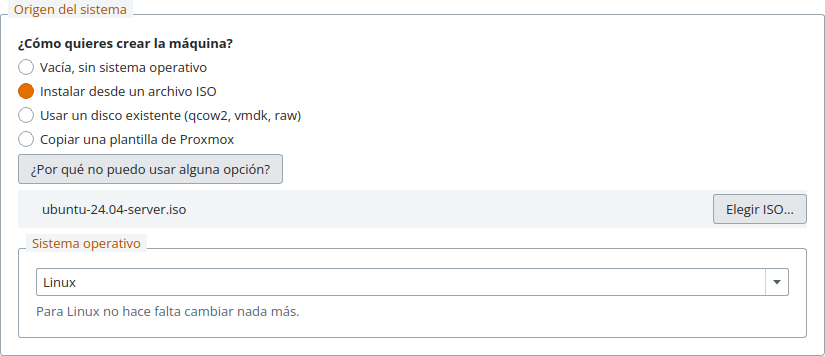 Origen del sistema
¿Cómo quieres crear la máquina?
Vacía, sin sistema operativo
Instalar desde un archivo ISO
Usar un disco existente (qcow2, vmdk, raw)
Copiar una plantilla de Proxmox
¿Por qué no puedo usar alguna opción?
ubuntu-24.04-server.iso
Elegir ISO...
Sistema operativo
Linux
Para Linux no hace falta cambiar nada más.